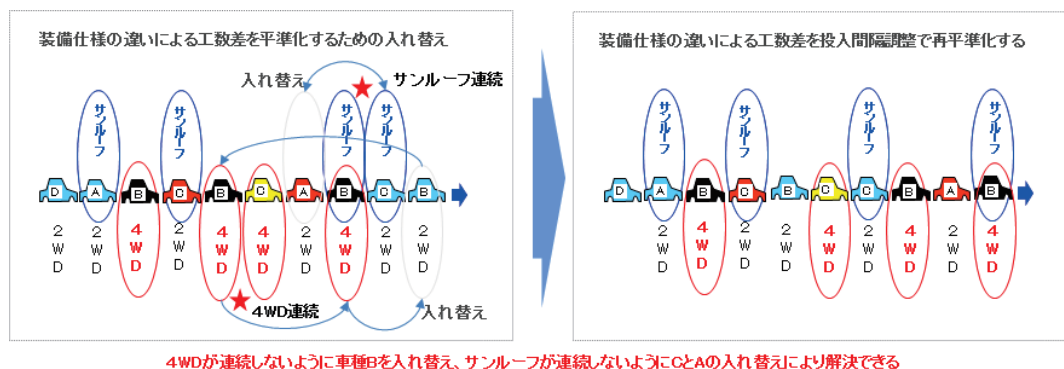 装備仕様の違いによる工数差を平準化するための入れ替え
入れ替え
サンルーフ連続
サンルーフ
サンルーフ
サンルーフ
サンルーフ
D
A
B
C
B
C
A
B
C
B
2WD
2WD
4WD
2WD
4WD
4WD
2WD
4WD
2WD
2WD
4WD連続
入れ替え
装備仕様の違いによる工数差を投入間隔調整で再平準化する
サンルーフ
サンルーフ
サンルーフ
サンルーフ
D
A
B
C
B
C
C
B
A
B
2WD
4WD
2WD
2WD
4WD
2WD
4WD
2WD
4WD
4WDが連続しないように車種Bを入れ替え、サンルーフが連続しないようにCとAの入れ替えにより解決できる